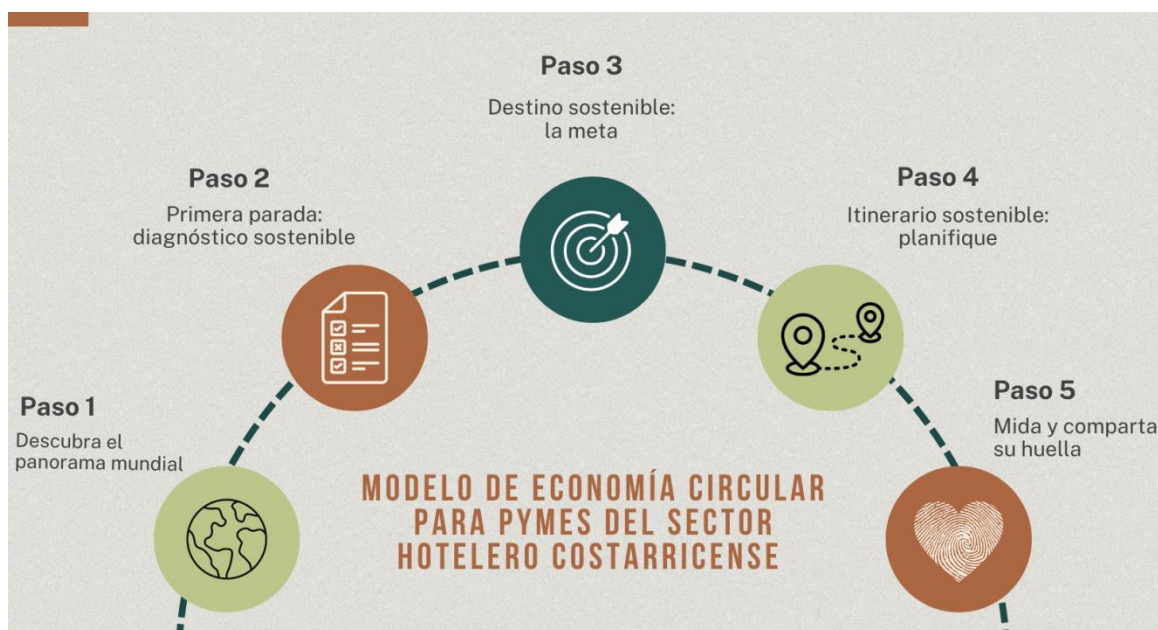 Paso 1
Descubra el
panorama mundial
Paso 2
Primera parada:
diagnóstico sostenible
Paso 3
Destino sostenible:
la meta
Paso 4
Itinerario sostenible:
planifique
Paso 5
Mida y comparta
su huella
MODELO DE ECONOMÍA CIRCULAR
PARA PYMES DEL SECTOR
HOTELERO COSTARRICENSE